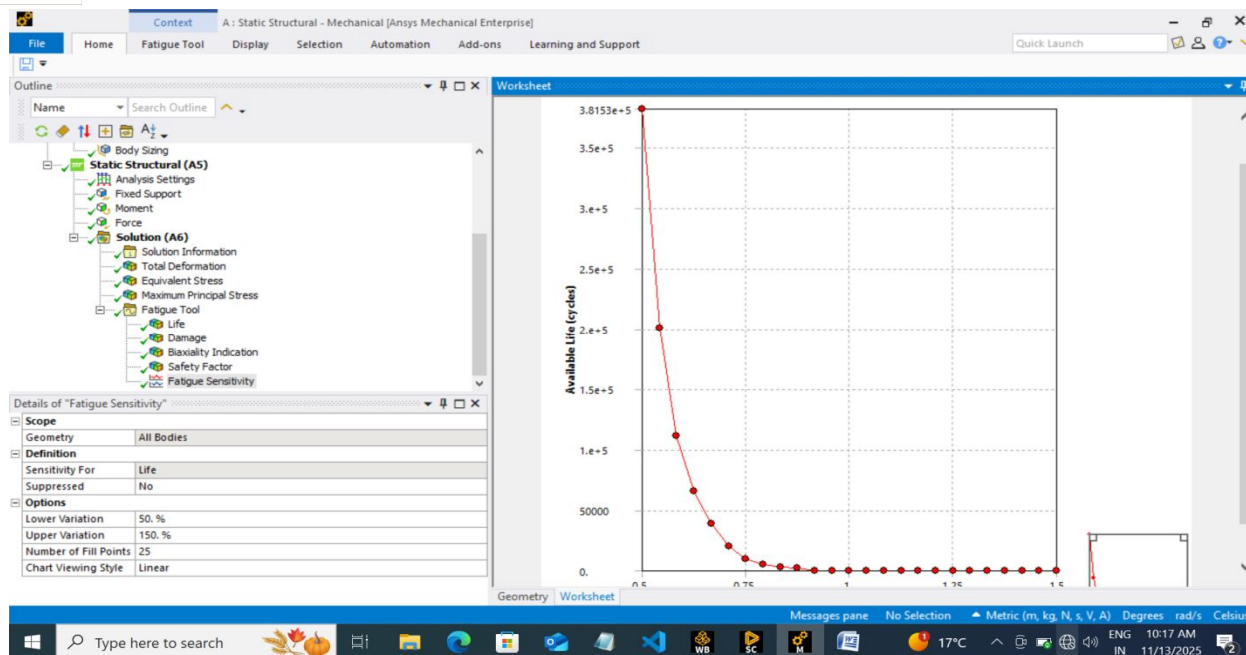 Context A : Static Structural - Mechanical [Ansys Mechanical Enterprise]
File Home Fatigue Tool Display Selection Automation Add-ons Learning and Support Quick Launch
Outline
Name Search Outline
Body Sizing
Static Structural (A5)
Analysis Settings
Fixed Support
Moment
Force
Solution (A6)
Solution Information
Total Deformation
Equivalent Stress
Maximum Principal Stress
Fatigue Tool
Life
Damage
Biaxiality Indication
Safety Factor
Fatigue Sensitivity
Details of "Fatigue Sensitivity"
Scope
Geometry All Bodies
Definition
Sensitivity For Life
Suppressed No
Options
Lower Variation 50. %
Upper Variation 150. %
Number of Fill Points 25
Chart Viewing Style Linear
Worksheet
3.8153e+5
3.5e+5
3.e+5
2.5e+5
2.e+5
1.5e+5
1.e+5
50000
0.
Available Life (cycles)
0.5 0.75 1 1.25 1.5
Geometry Worksheet
Messages pane No Selection Metric (m, kg, N, s, V, A) Degrees rad/s Celsius
Type here to search
WB
SC
M
17°C
ENG
IN
10:17 AM
11/13/2025
2